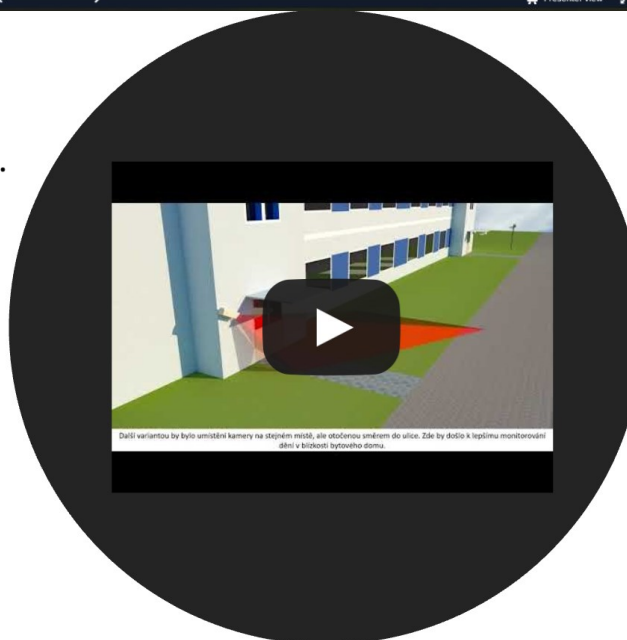 Další variantou by bylo umístění kamery na stejném místě, ale otočenou směrem do ulice. Zde by došlo k lepšímu monitorování
dění v blízkosti bytového domu.